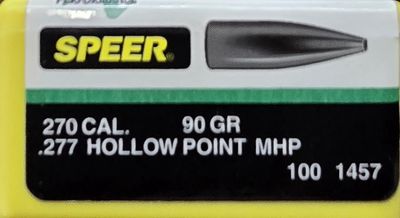 SPEER®
270 CAL. 90 GR
.277 HOLLOW POINT MHP
100 1457